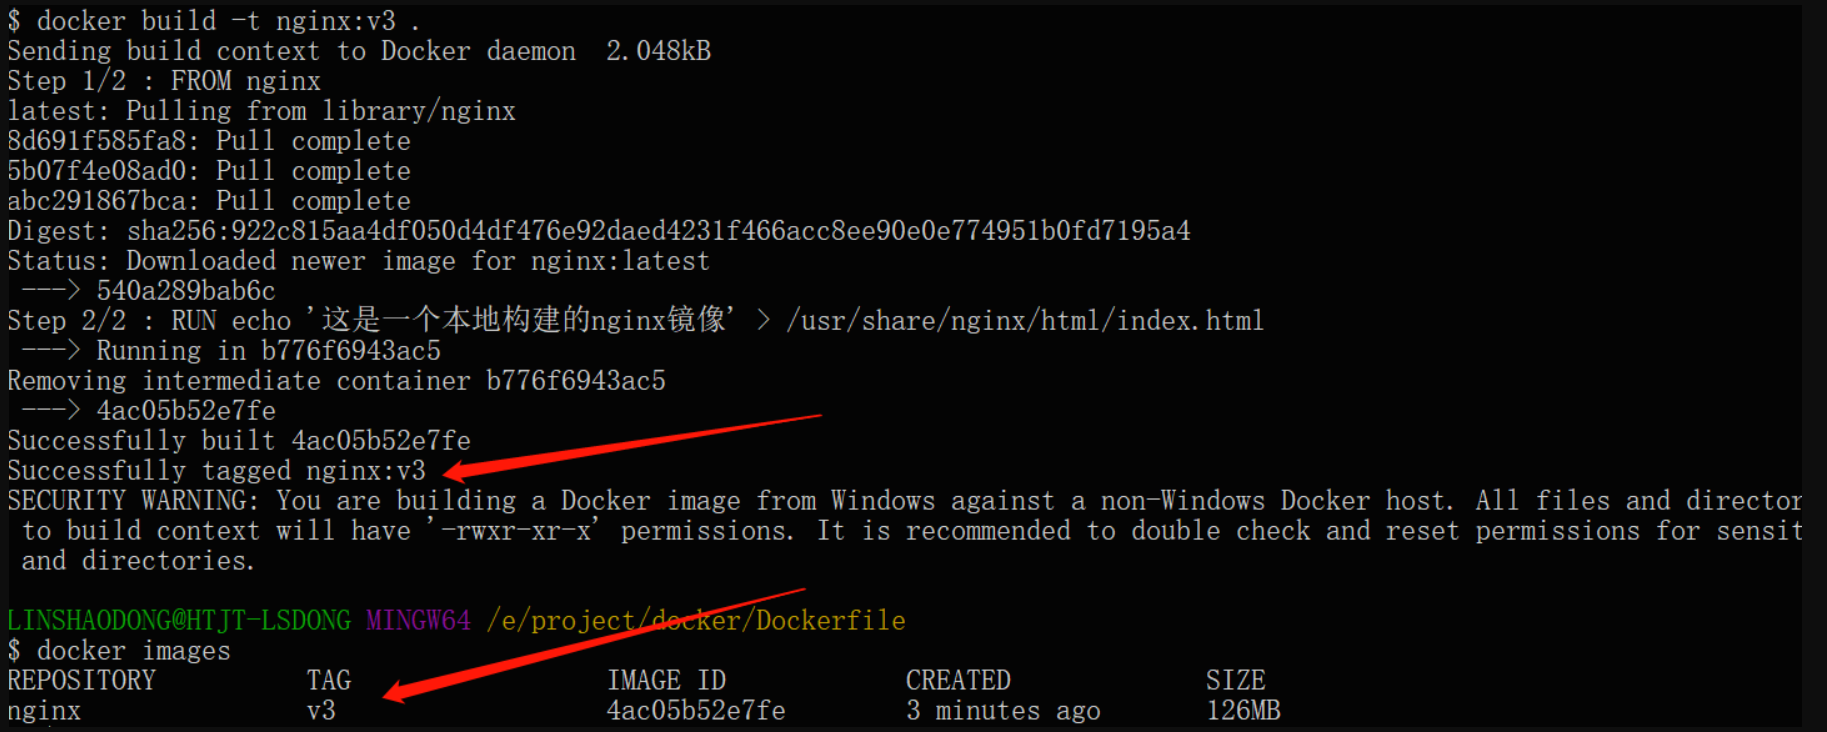 $ docker build -t nginx:v3 .
Sending build context to Docker daemon  2.048kB
Step 1/2 : FROM nginx
latest: Pulling from library/nginx
8d691f585fa8: Pull complete
5b07f4e08ad0: Pull complete
abc291867bca: Pull complete
Digest: sha256:922c815aa4df050d4df476e92daed4231f466acc8ee90e0e774951b0fd7195a4
Status: Downloaded newer image for nginx:latest
 ---> 540a289bab6c
Step 2/2 : RUN echo '这是一个本地构建的nginx镜像' > /usr/share/nginx/html/index.html
 ---> Running in b776f6943ac5
Removing intermediate container b776f6943ac5
 ---> 4ac05b52e7fe
Successfully built 4ac05b52e7fe
Successfully tagged nginx:v3
SECURITY WARNING: You are building a Docker image from Windows against a non-Windows Docker host. All files and director
 to build context will have '-rwxr-xr-x' permissions. It is recommended to double check and reset permissions for sensit
 and directories.
LINSHAODONG@HTJT-LSDONG MINGW64 /e/project/docker/Dockerfile
$ docker images
REPOSITORY          TAG                 IMAGE ID            CREATED             SIZE
nginx               v3                  4ac05b52e7fe        3 minutes ago       126MB